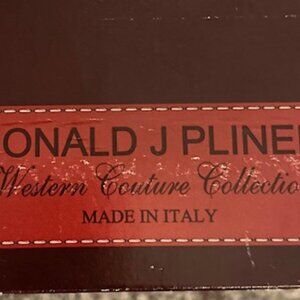 ONALD J PLINE
Western Couture Collectio
MADE IN ITALY